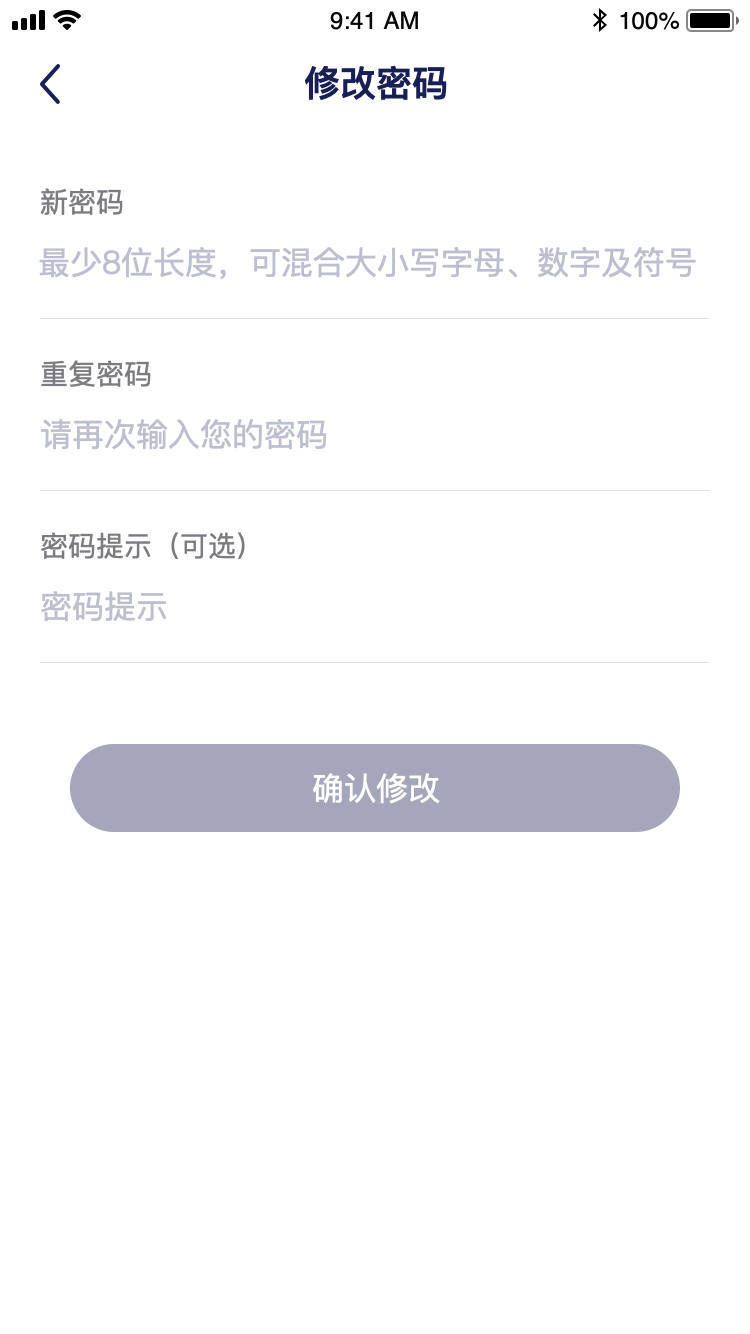 9:41 AM
100%
修改密码
新密码
最少8位长度，可混合大小写字母、数字及符号
重复密码
请再次输入您的密码
密码提示（可选）
密码提示
确认修改